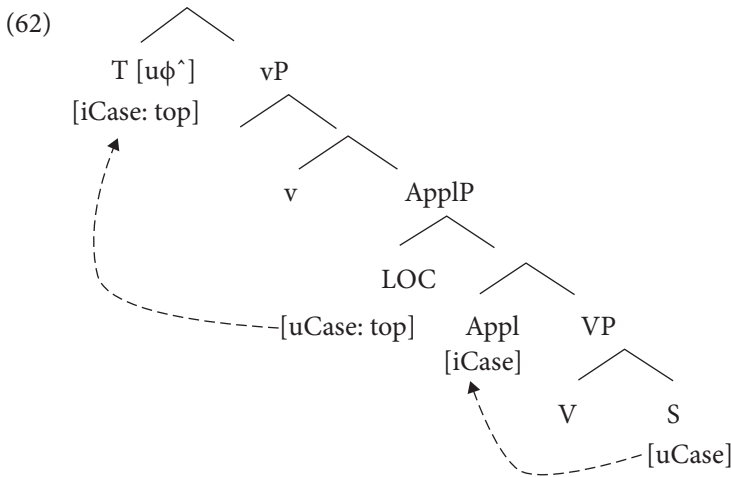 (62)
T [uϕˆ] vP
[iCase: top]
v ApplP
LOC
[uCase: top] Appl VP
[iCase]
V S
[uCase]